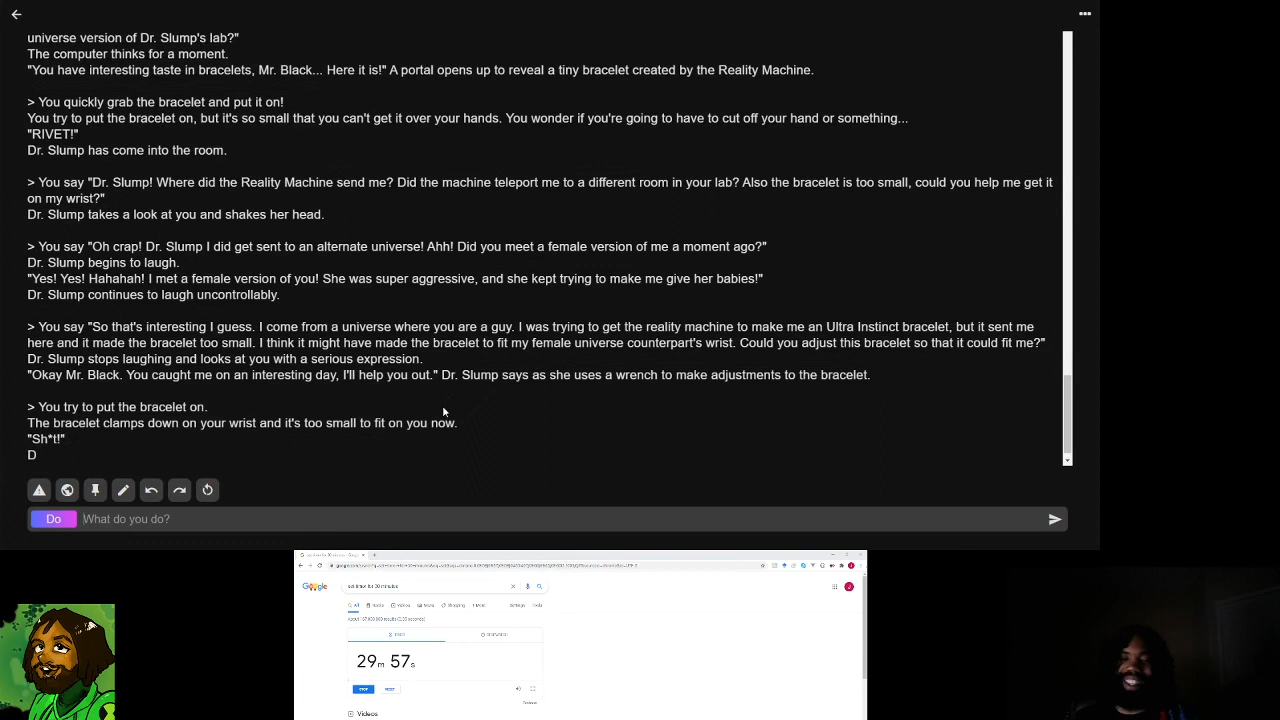 universe version of Dr. Slump's lab?"
The computer thinks for a moment.
"You have interesting taste in bracelets, Mr. Black... Here it is!" A portal opens up to reveal a tiny bracelet created by the Reality Machine.
> You quickly grab the bracelet and put it on!
You try to put the bracelet on, but it's so small that you can't get it over your hands. You wonder if you're going to have to cut off your hand or something...
"RIVET!"
Dr. Slump has come into the room.
> You say "Dr. Slump! Where did the Reality Machine send me? Did the machine teleport me to a different room in your lab? Also the bracelet is too small, could you help me get it
on my wrist?"
Dr. Slump takes a look at you and shakes her head.
> You say "Oh crap! Dr. Slump I did get sent to an alternate universe! Ahh! Did you meet a female version of me a moment ago?"
Dr. Slump begins to laugh.
"Yes! Yes! Hahahah! I met a female version of you! She was super aggressive, and she kept trying to make me give her babies!"
Dr. Slump continues to laugh uncontrollably.
> You say "So that's interesting I guess. I come from a universe where you are a guy. I was trying to get the reality machine to make me an Ultra Instinct bracelet, but it sent me
here and it made the bracelet too small. I think it might have made the bracelet to fit my female universe counterpart's wrist. Could you adjust this bracelet so that it could fit me?"
Dr. Slump stops laughing and looks at you with a serious expression.
"Okay Mr. Black. You caught me on an interesting day, I'll help you out." Dr. Slump says as she uses a wrench to make adjustments to the bracelet.
> You try to put the bracelet on.
The bracelet clamps down on your wrist and it's too small to fit on you now.
"Sh*t!"
D
Do What do you do?
Google
set timer for 30 minutes
All
Videos
Shopping
More
Settings
Tools
29m 57s
STOP
RESET
Videos